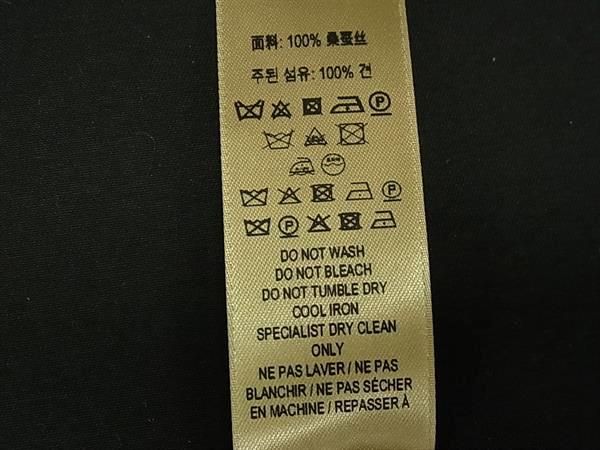 面料: 100% 桑蚕丝
주된 섬유: 100% 견
P
P
P
DO NOT WASH
DO NOT BLEACH
DO NOT TUMBLE DRY
COOL IRON
SPECIALIST DRY CLEAN
ONLY
NE PAS LAVER / NE PAS
BLANCHIR / NE PAS SÉCHER
EN MACHINE / REPASSER À